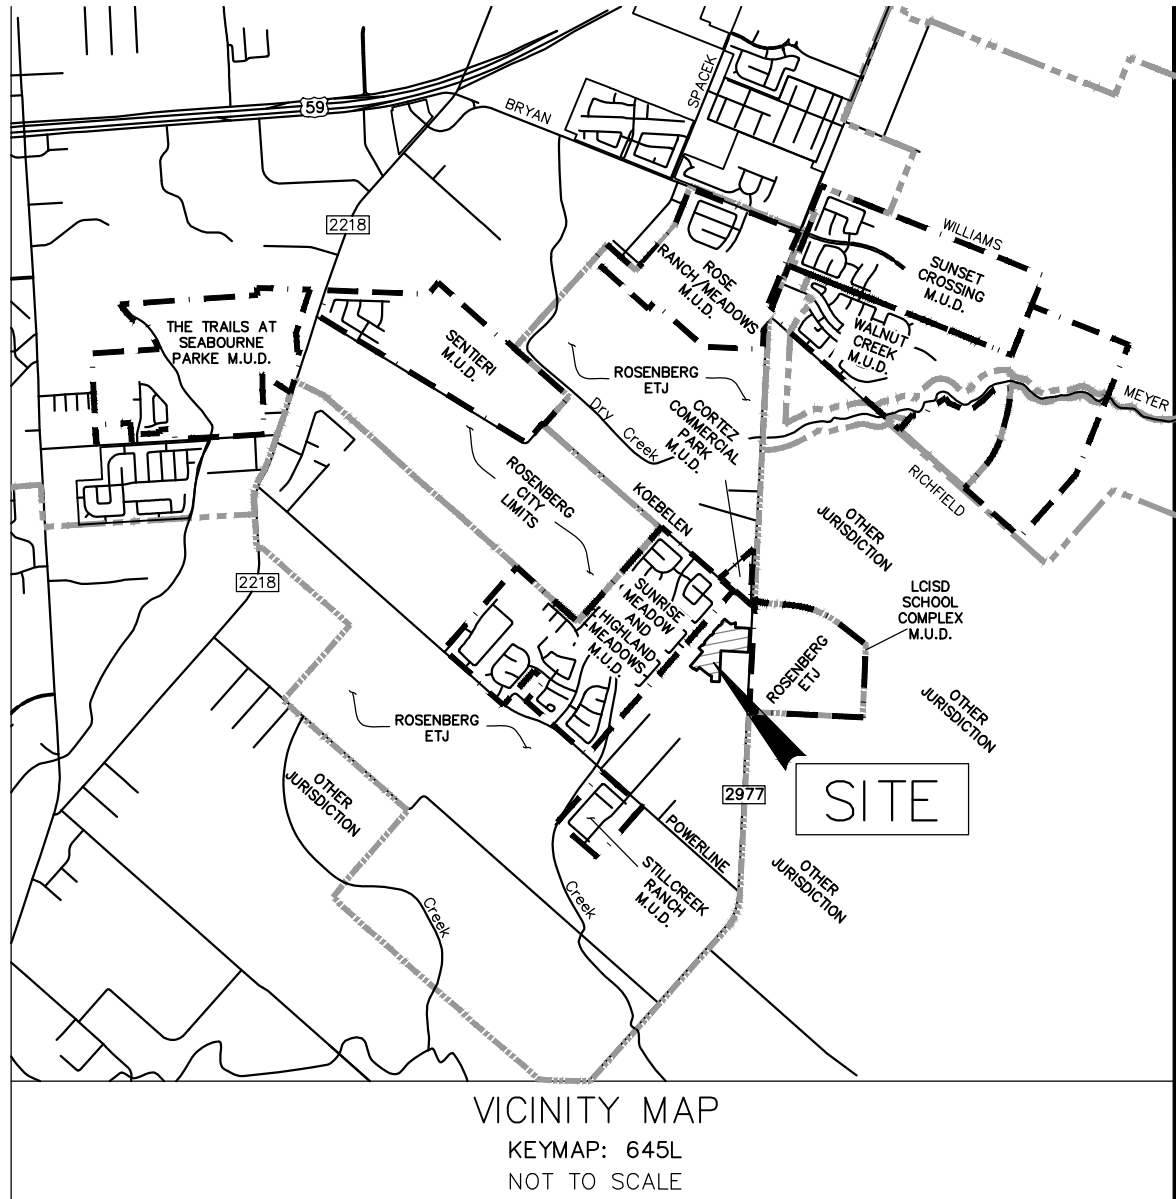 59
BRYAN
SPACEK
2218
WILLIAMS
SUNSET
CROSSING
M.U.D.
ROSE
RANCH/MEADOWS
M.U.D.
THE TRAILS AT
SEABOURNE
PARKE M.U.D.
SENTIERI
M.U.D.
WALNUT
CREEK
M.U.D.
ROSENBERG
ETJ
MEYER
Dry
Creek
CORTEZ
COMMERCIAL
PARK
M.U.D.
ROSENBERG
CITY
LIMITS
KOEBELEN
RICHFIELD
OTHER
JURISDICTION
2218
SUNRISE
MEADOW
AND
HIGHLAND
MEADOWS
M.U.D.
LCISD
SCHOOL
COMPLEX
M.U.D.
ROSENBERG
ETJ
OTHER
JURISDICTION
ROSENBERG
ETJ
OTHER
JURISDICTION
2977
SITE
POWERLINE
STILLCREEK
RANCH
M.U.D.
OTHER
JURISDICTION
Creek
Creek
VICINITY MAP
KEYMAP: 645L
NOT TO SCALE